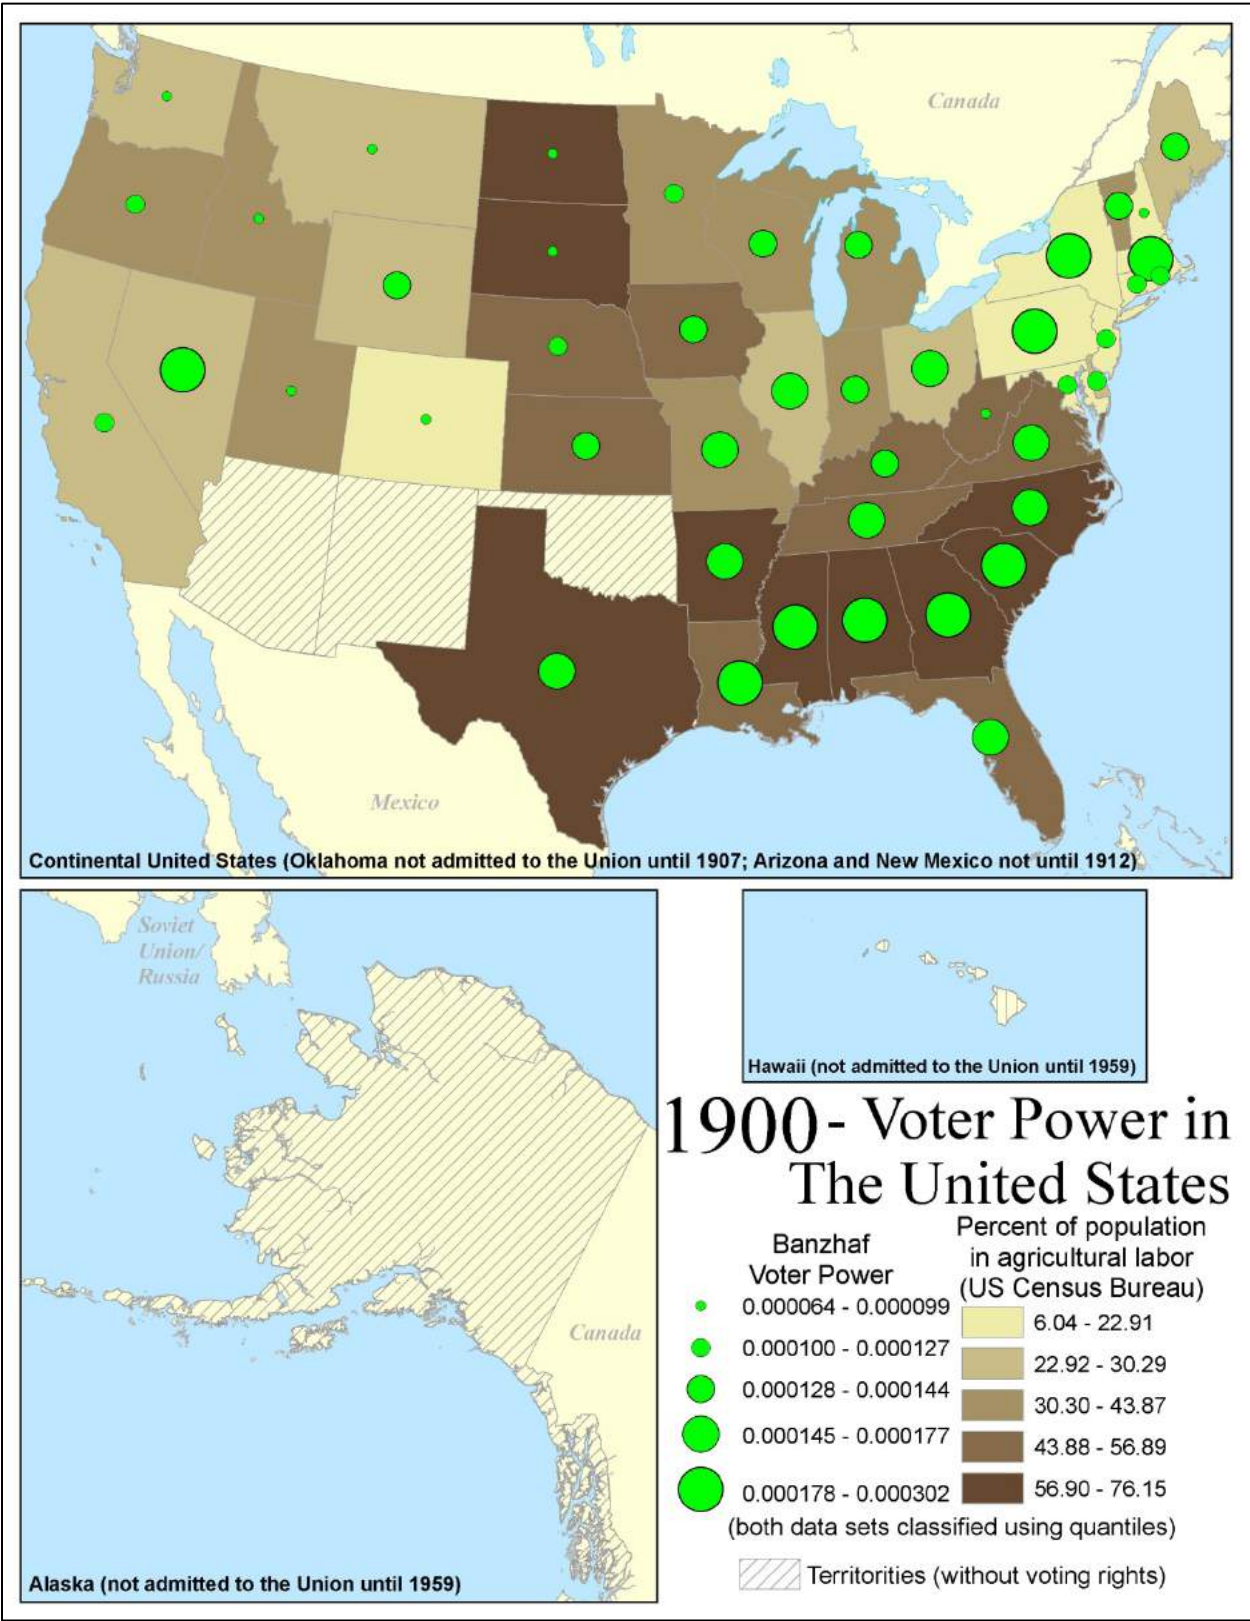 Canada
Mexico
Continental United States (Oklahoma not admitted to the Union until 1907; Arizona and New Mexico not until 1912)
Soviet
Union/
Russia
Canada
Alaska (not admitted to the Union until 1959)
Hawaii (not admitted to the Union until 1959)
1900 - Voter Power in
The United States
Banzhaf
Voter Power
0.000064 - 0.000099
0.000100 - 0.000127
0.000128 - 0.000144
0.000145 - 0.000177
0.000178 - 0.000302
Percent of population
in agricultural labor
(US Census Bureau)
6.04 - 22.91
22.92 - 30.29
30.30 - 43.87
43.88 - 56.89
56.90 - 76.15
(both data sets classified using quantiles)
Territorities (without voting rights)